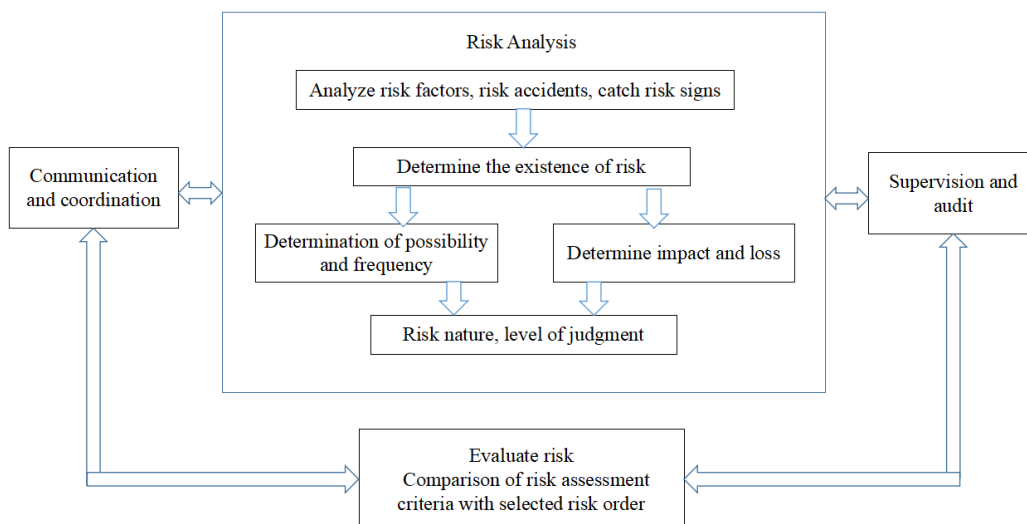 Risk Analysis
Analyze risk factors, risk accidents, catch risk signs
Determine the existence of risk
Communication
and coordination
Supervision and
audit
Determination of possibility
and frequency
Determine impact and loss
Risk nature, level of judgment
Evaluate risk
Comparison of risk assessment
criteria with selected risk order